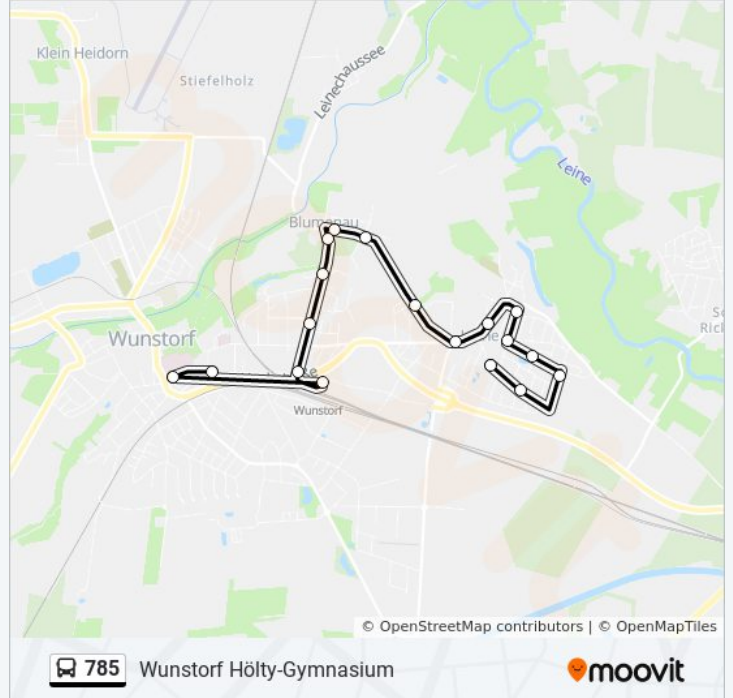 Klein Heidorn
Stiefelholz
Leinechaussee
Leine
Blumenau
Wunstorf
Wunstorf
© OpenStreetMap contributors | © OpenMapTiles
785 Wunstorf Hölty-Gymnasium
moovit